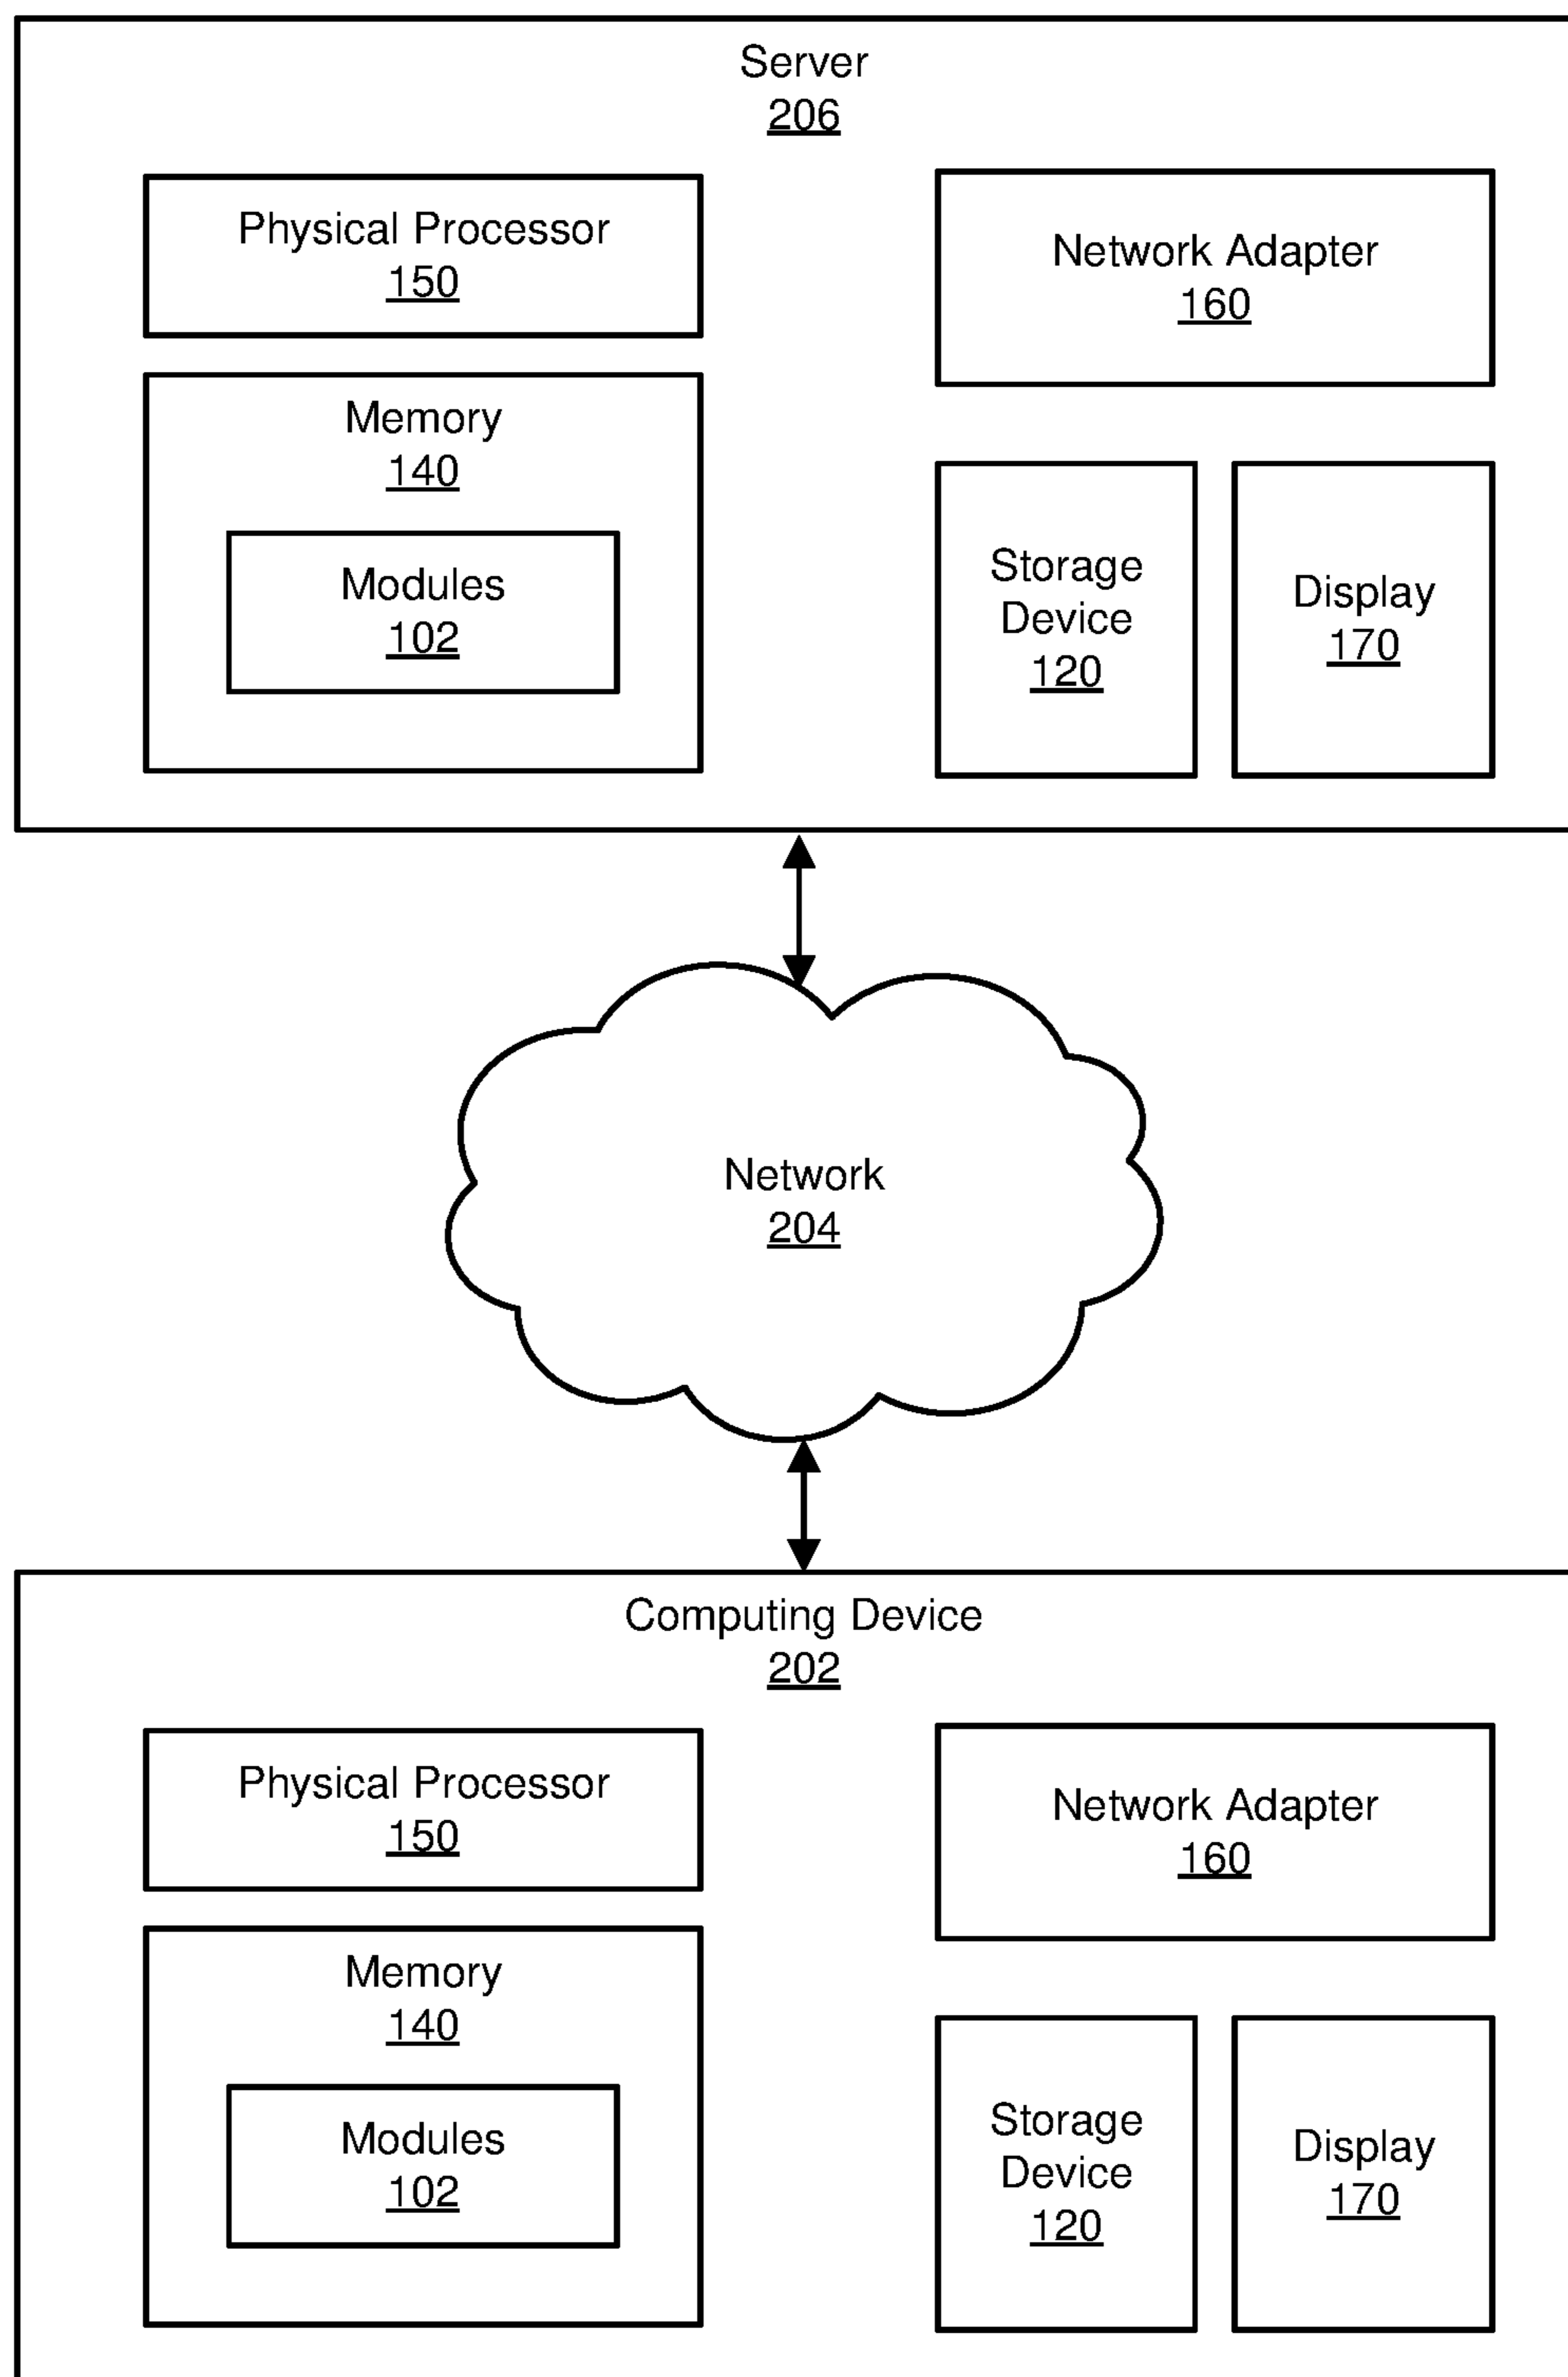 Server
206
Physical Processor
150
Network Adapter
160
Memory
140
Modules
102
Storage
Device
120
Display
170
Network
204
Computing Device
202
Physical Processor
150
Network Adapter
160
Memory
140
Modules
102
Storage
Device
120
Display
170